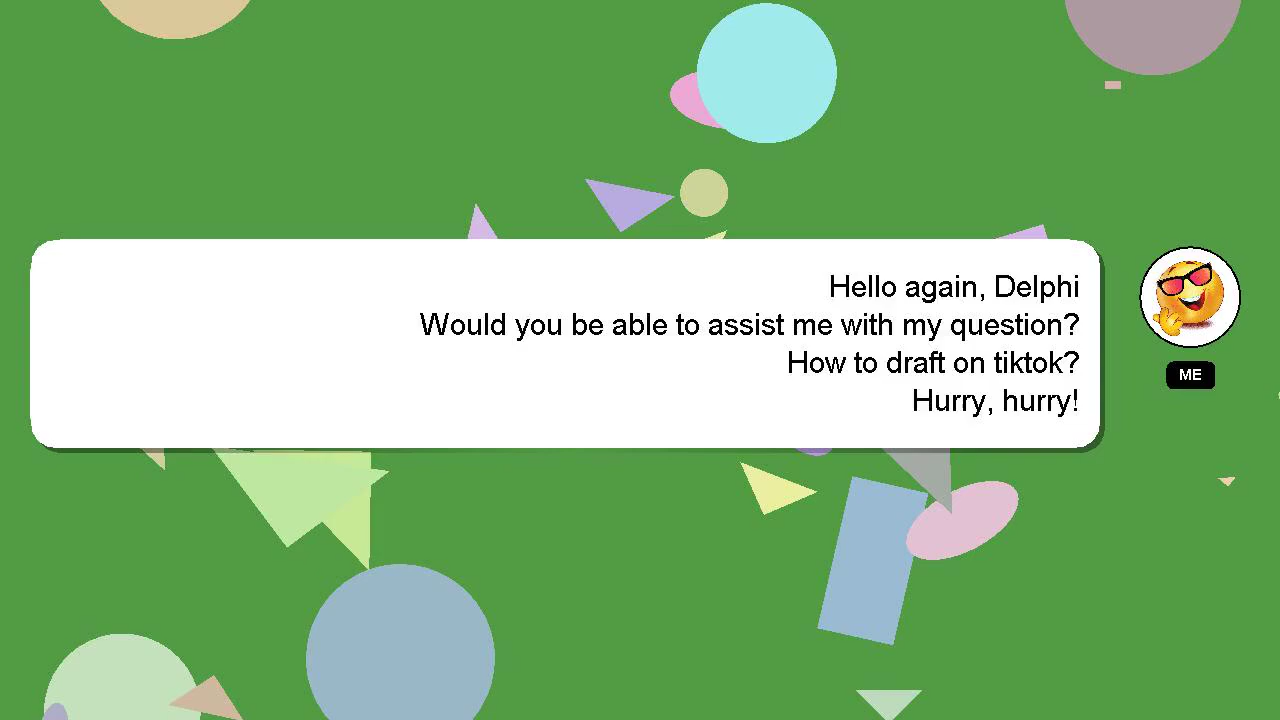 Hello again, Delphi
Would you be able to assist me with my question?
How to draft on tiktok?
Hurry, hurry!
ME